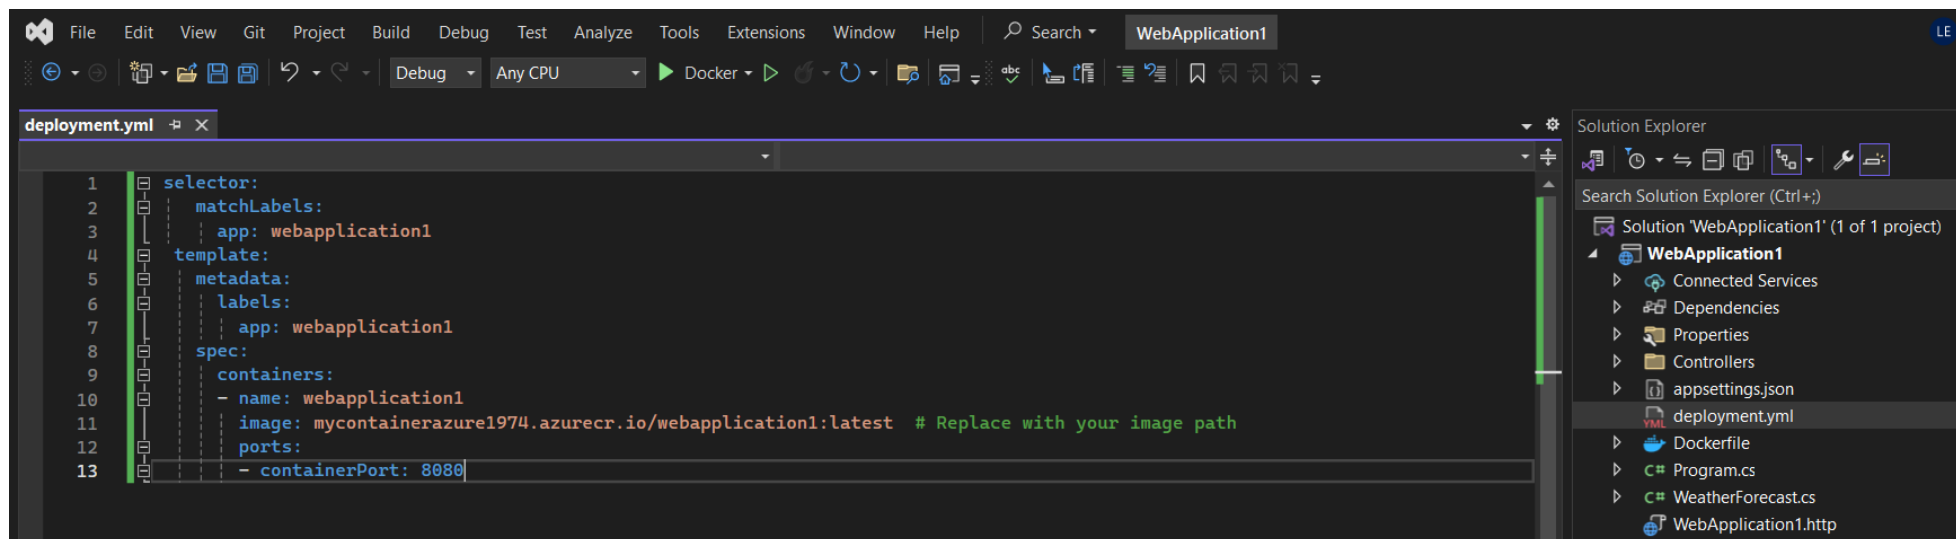 File Edit View Git Project Build Debug Test Analyze Tools Extensions Window Help Search WebApplication1 LE
Debug Any CPU Docker abc
deployment.yml
1 selector:
2 matchLabels:
3 app: webapplication1
4 template:
5 metadata:
6 labels:
7 app: webapplication1
8 spec:
9 containers:
10 - name: webapplication1
11 image: mycontainerazure1974.azurecr.io/webapplication1:latest # Replace with your image path
12 ports:
13 - containerPort: 8080
Solution Explorer
Search Solution Explorer (Ctrl+;)
Solution 'WebApplication1' (1 of 1 project)
WebApplication1
Connected Services
Dependencies
Properties
Controllers
appsettings.json
YML deployment.yml
Dockerfile
C# Program.cs
C# WeatherForecast.cs
WebApplication1.http